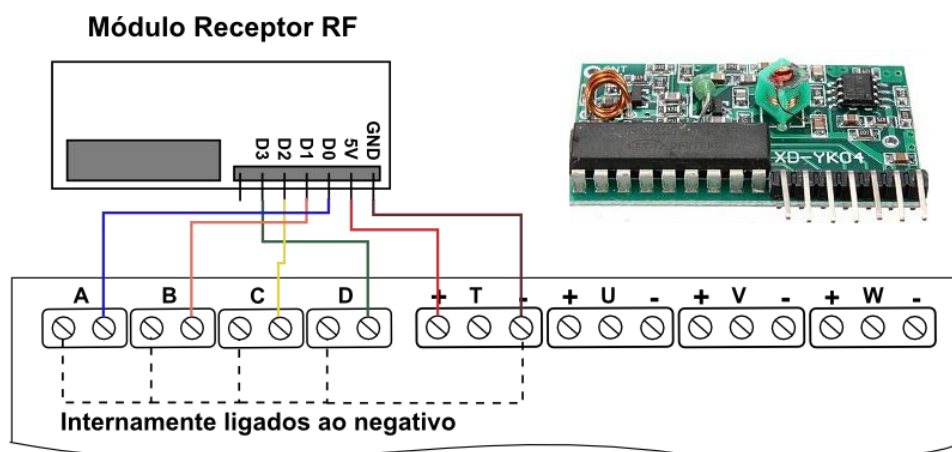 Módulo Receptor RF
D3 D2 D1 D0 5V GND
XD-YK04
A B C D + T - + U - + V - + W -
Internamente ligados ao negativo